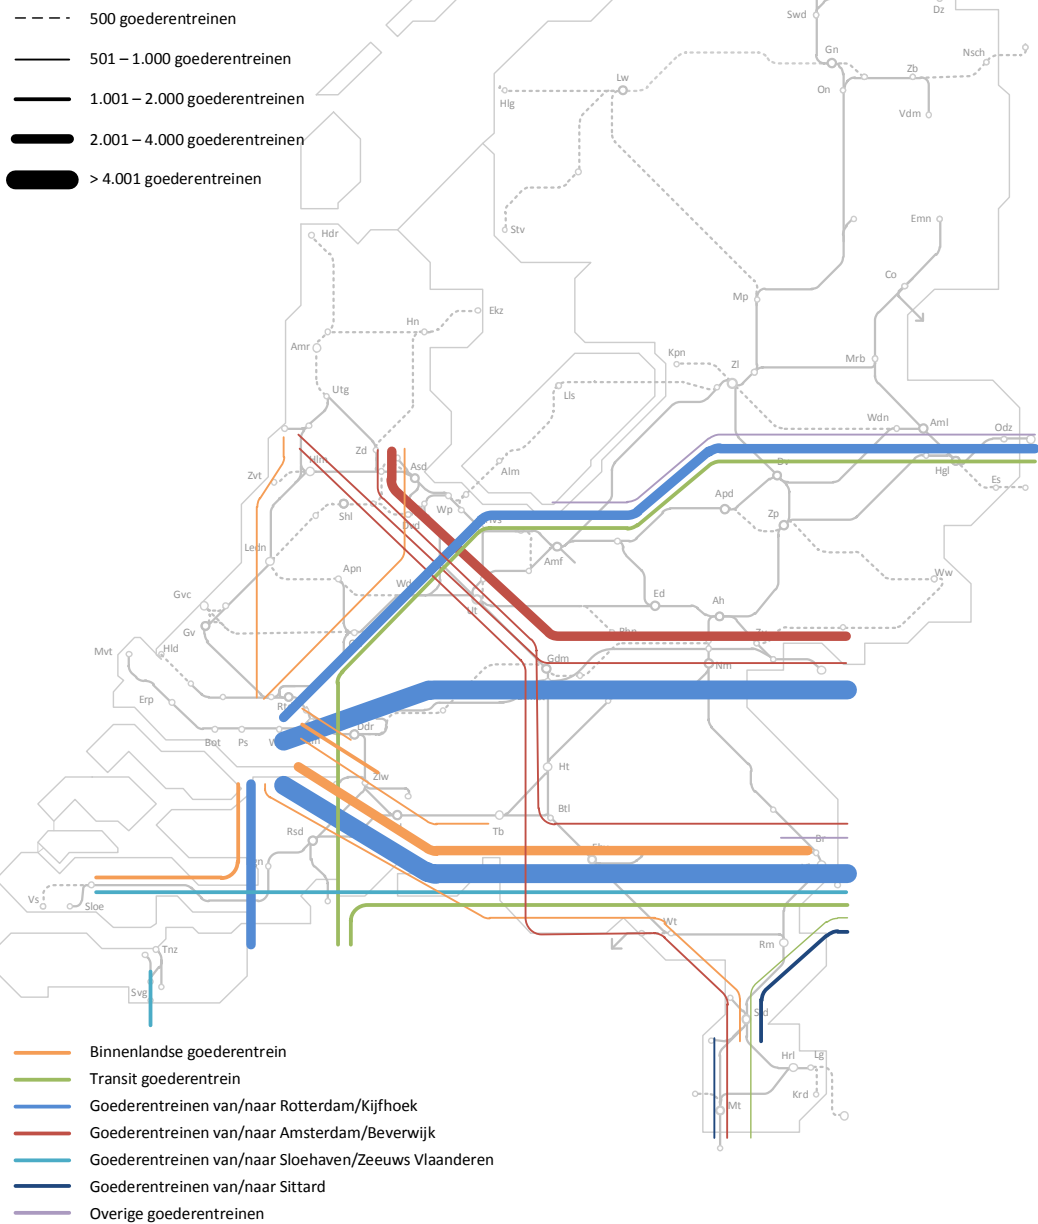 500 goederentreinen
501 – 1.000 goederentreinen
1.001 – 2.000 goederentreinen
2.001 – 4.000 goederentreinen
> 4.001 goederentreinen
Swd
Dz
Gn
Nsch
Zb
Lw
On
Hlg
Vdm
Stv
Emn
Hdr
Co
Mp
Ekz
Hn
Amr
Kpn
Zl
Mrb
Utg
Lls
Wdn
Aml
Odz
Zd
Asd
Hlm
Zvt
Alm
Hgl
Es
Apd
Wp
Shl
Zp
Dvd
Hvs
Ledn
Amf
Apn
Wd
Ww
Gvc
Ed
Ah
Ut
Gv
Rhn
Mvt
Hld
Gdm
Nm
Erp
Rt
Ddr
Bot
Ps
Zlw
Ht
Btl
Rsd
Tb
Br
Vs
Sloe
Wt
Rm
Tnz
Svg
Std
Hrl
Lg
Krd
Mt
Binnenlandse goederentrein
Transit goederentrein
Goederentreinen van/naar Rotterdam/Kijfhoek
Goederentreinen van/naar Amsterdam/Beverwijk
Goederentreinen van/naar Sloehaven/Zeeuws Vlaanderen
Goederentreinen van/naar Sittard
Overige goederentreinen